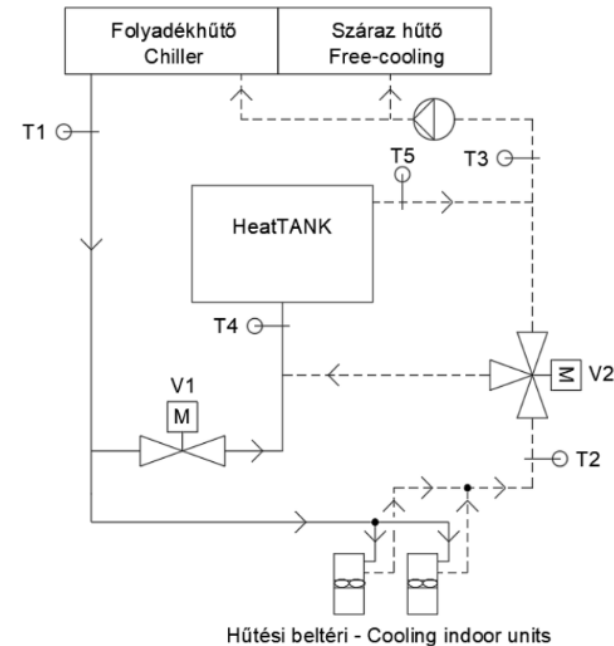 Folyadékhűtő
Chiller
Száraz hűtő
Free-cooling
T1
T5
T3
HeatTANK
T4
V1
M
M
V2
T2
Hűtési beltéri - Cooling indoor units